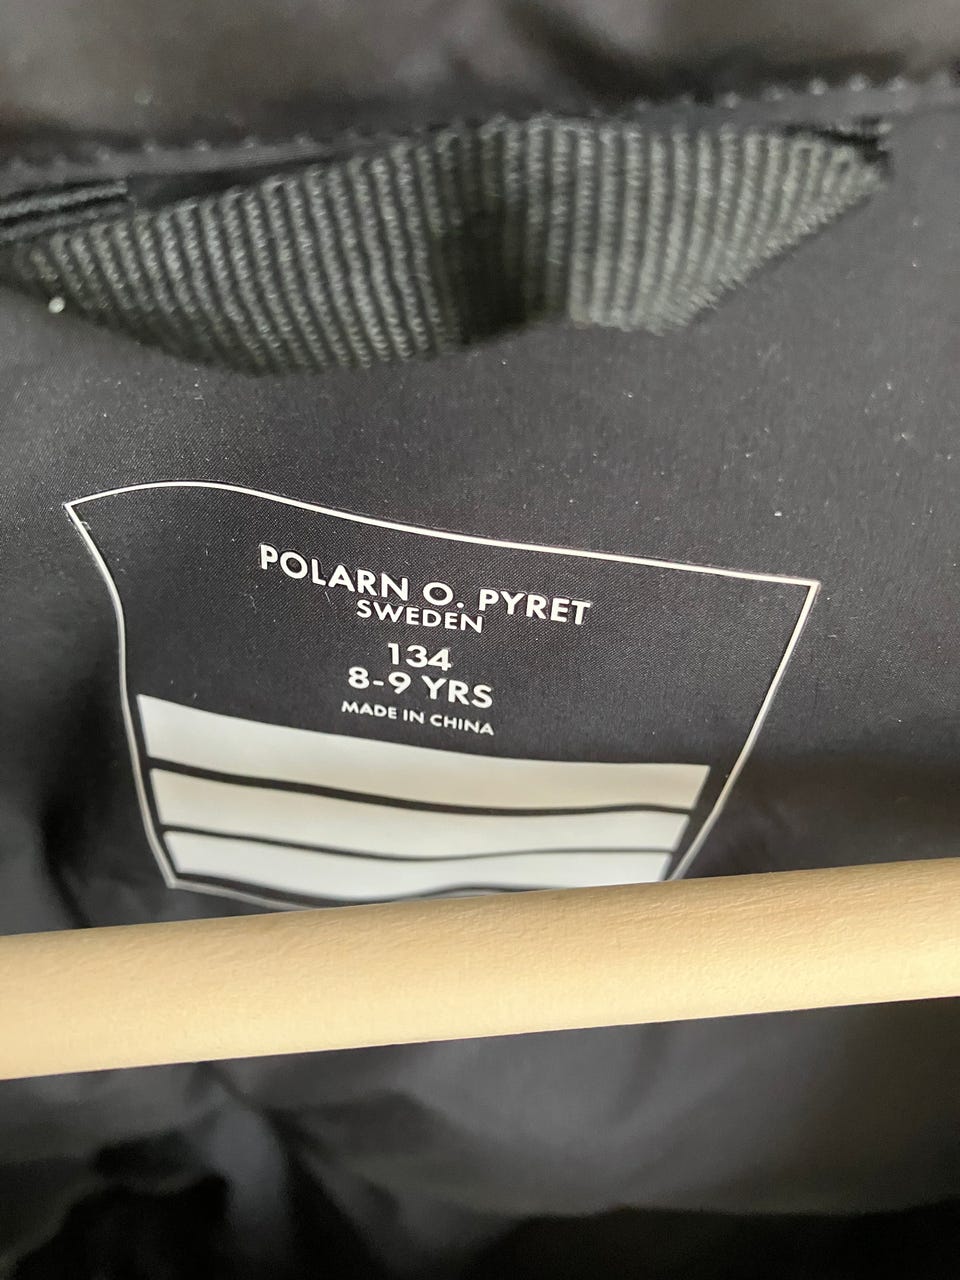 POLARN O. PYRET
SWEDEN
134
8-9 YRS
MADE IN CHINA